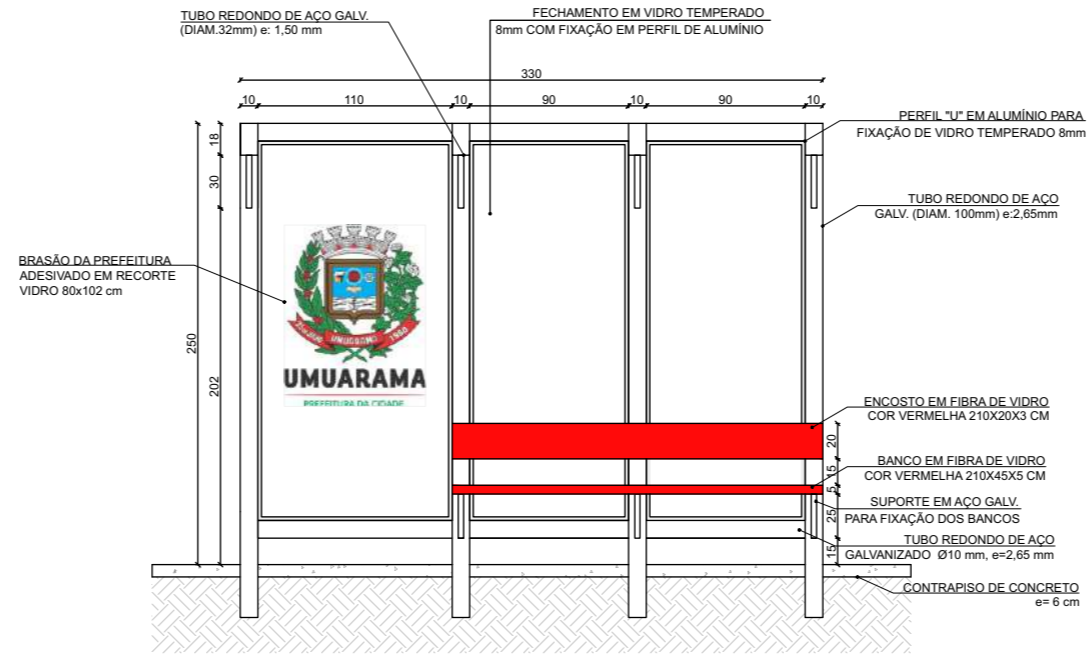 TUBO REDONDO DE AÇO GALV.
(DIAM.32mm) e: 1,50 mm
FECHAMENTO EM VIDRO TEMPERADO
8mm COM FIXAÇÃO EM PERFIL DE ALUMÍNIO
330
10
110
10
90
10
90
10
PERFIL "U" EM ALUMÍNIO PARA
FIXAÇÃO DE VIDRO TEMPERADO 8mm
18
30
250
202
TUBO REDONDO DE AÇO
GALV. (DIAM. 100mm) e:2,65mm
BRASÃO DA PREFEITURA
ADESIVADO EM RECORTE
VIDRO 80x102 cm
UMUARAMA
1960
UMUARAMA
PREFEITURA DA CIDADE
ENCOSTO EM FIBRA DE VIDRO
COR VERMELHA 210X20X3 CM
20
15
BANCO EM FIBRA DE VIDRO
COR VERMELHA 210X45X5 CM
5
SUPORTE EM AÇO GALV.
PARA FIXAÇÃO DOS BANCOS
25
TUBO REDONDO DE AÇO
GALVANIZADO Ø10 mm, e=2,65 mm
15
CONTRAPISO DE CONCRETO
e= 6 cm